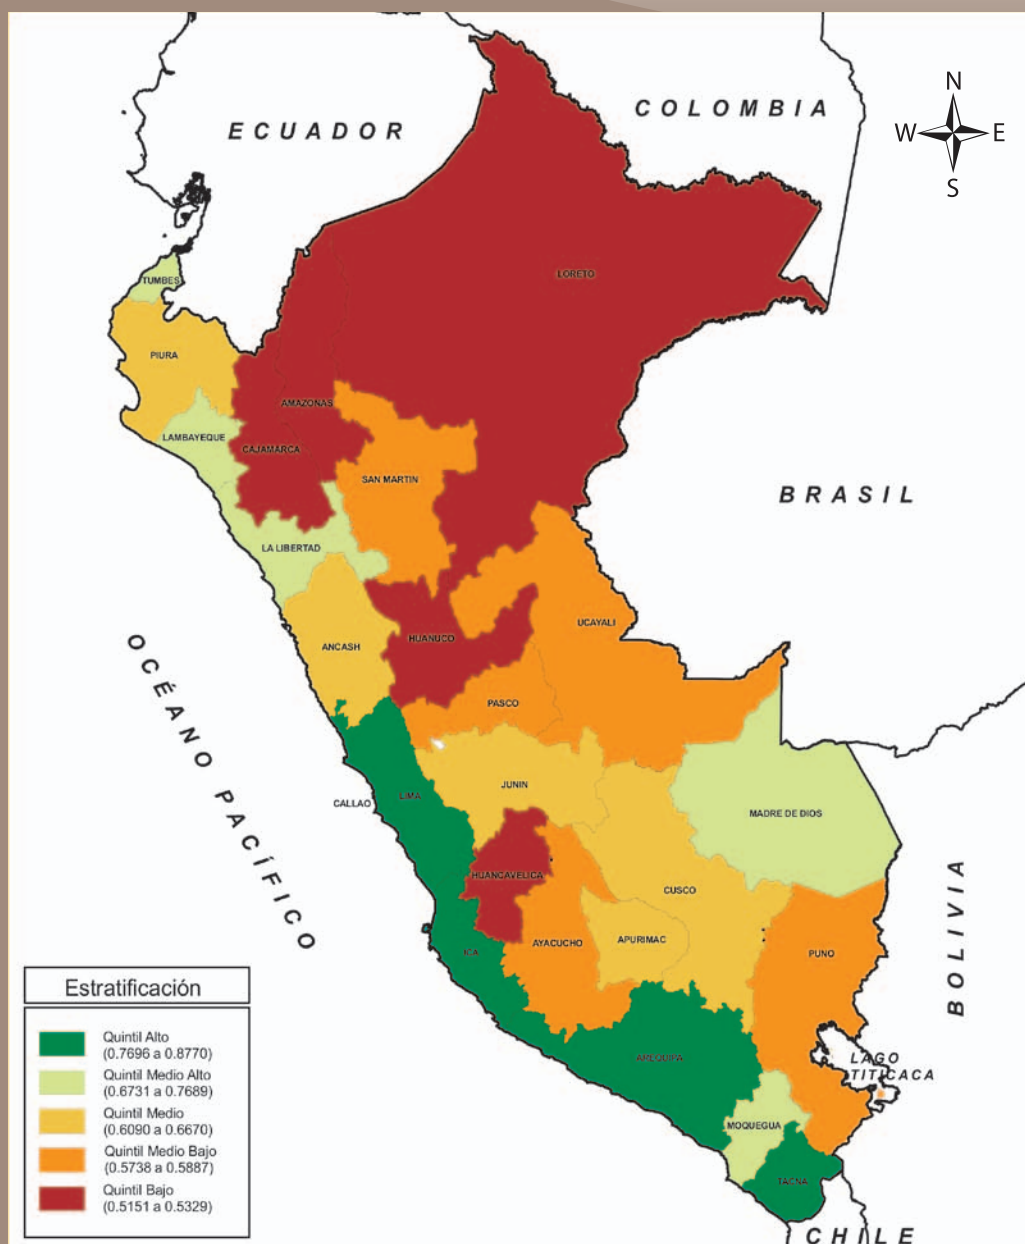 ECUADOR
COLOMBIA
N
W E
S
TUMBES
LORETO
PIURA
AMAZONAS
LAMBAYEQUE
CAJAMARCA
SAN MARTIN
BRASIL
LA LIBERTAD
HUANUCO
UCAYALI
ANCASH
PASCO
OCÉANO PACÍFICO
JUNIN
CALLAO
LIMA
MADRE DE DIOS
HUANCAVELICA
CUSCO
AYACUCHO
APURIMAC
ICA
PUNO
BOLIVIA
AREQUIPA
LAGO
TITICACA
MOQUEGUA
TACNA
CHILE
Estratificación
Quintil Alto
(0.7696 a 0.8770)
Quintil Medio Alto
(0.6731 a 0.7689)
Quintil Medio
(0.6090 a 0.6670)
Quintil Medio Bajo
(0.5738 a 0.5887)
Quintil Bajo
(0.5151 a 0.5329)